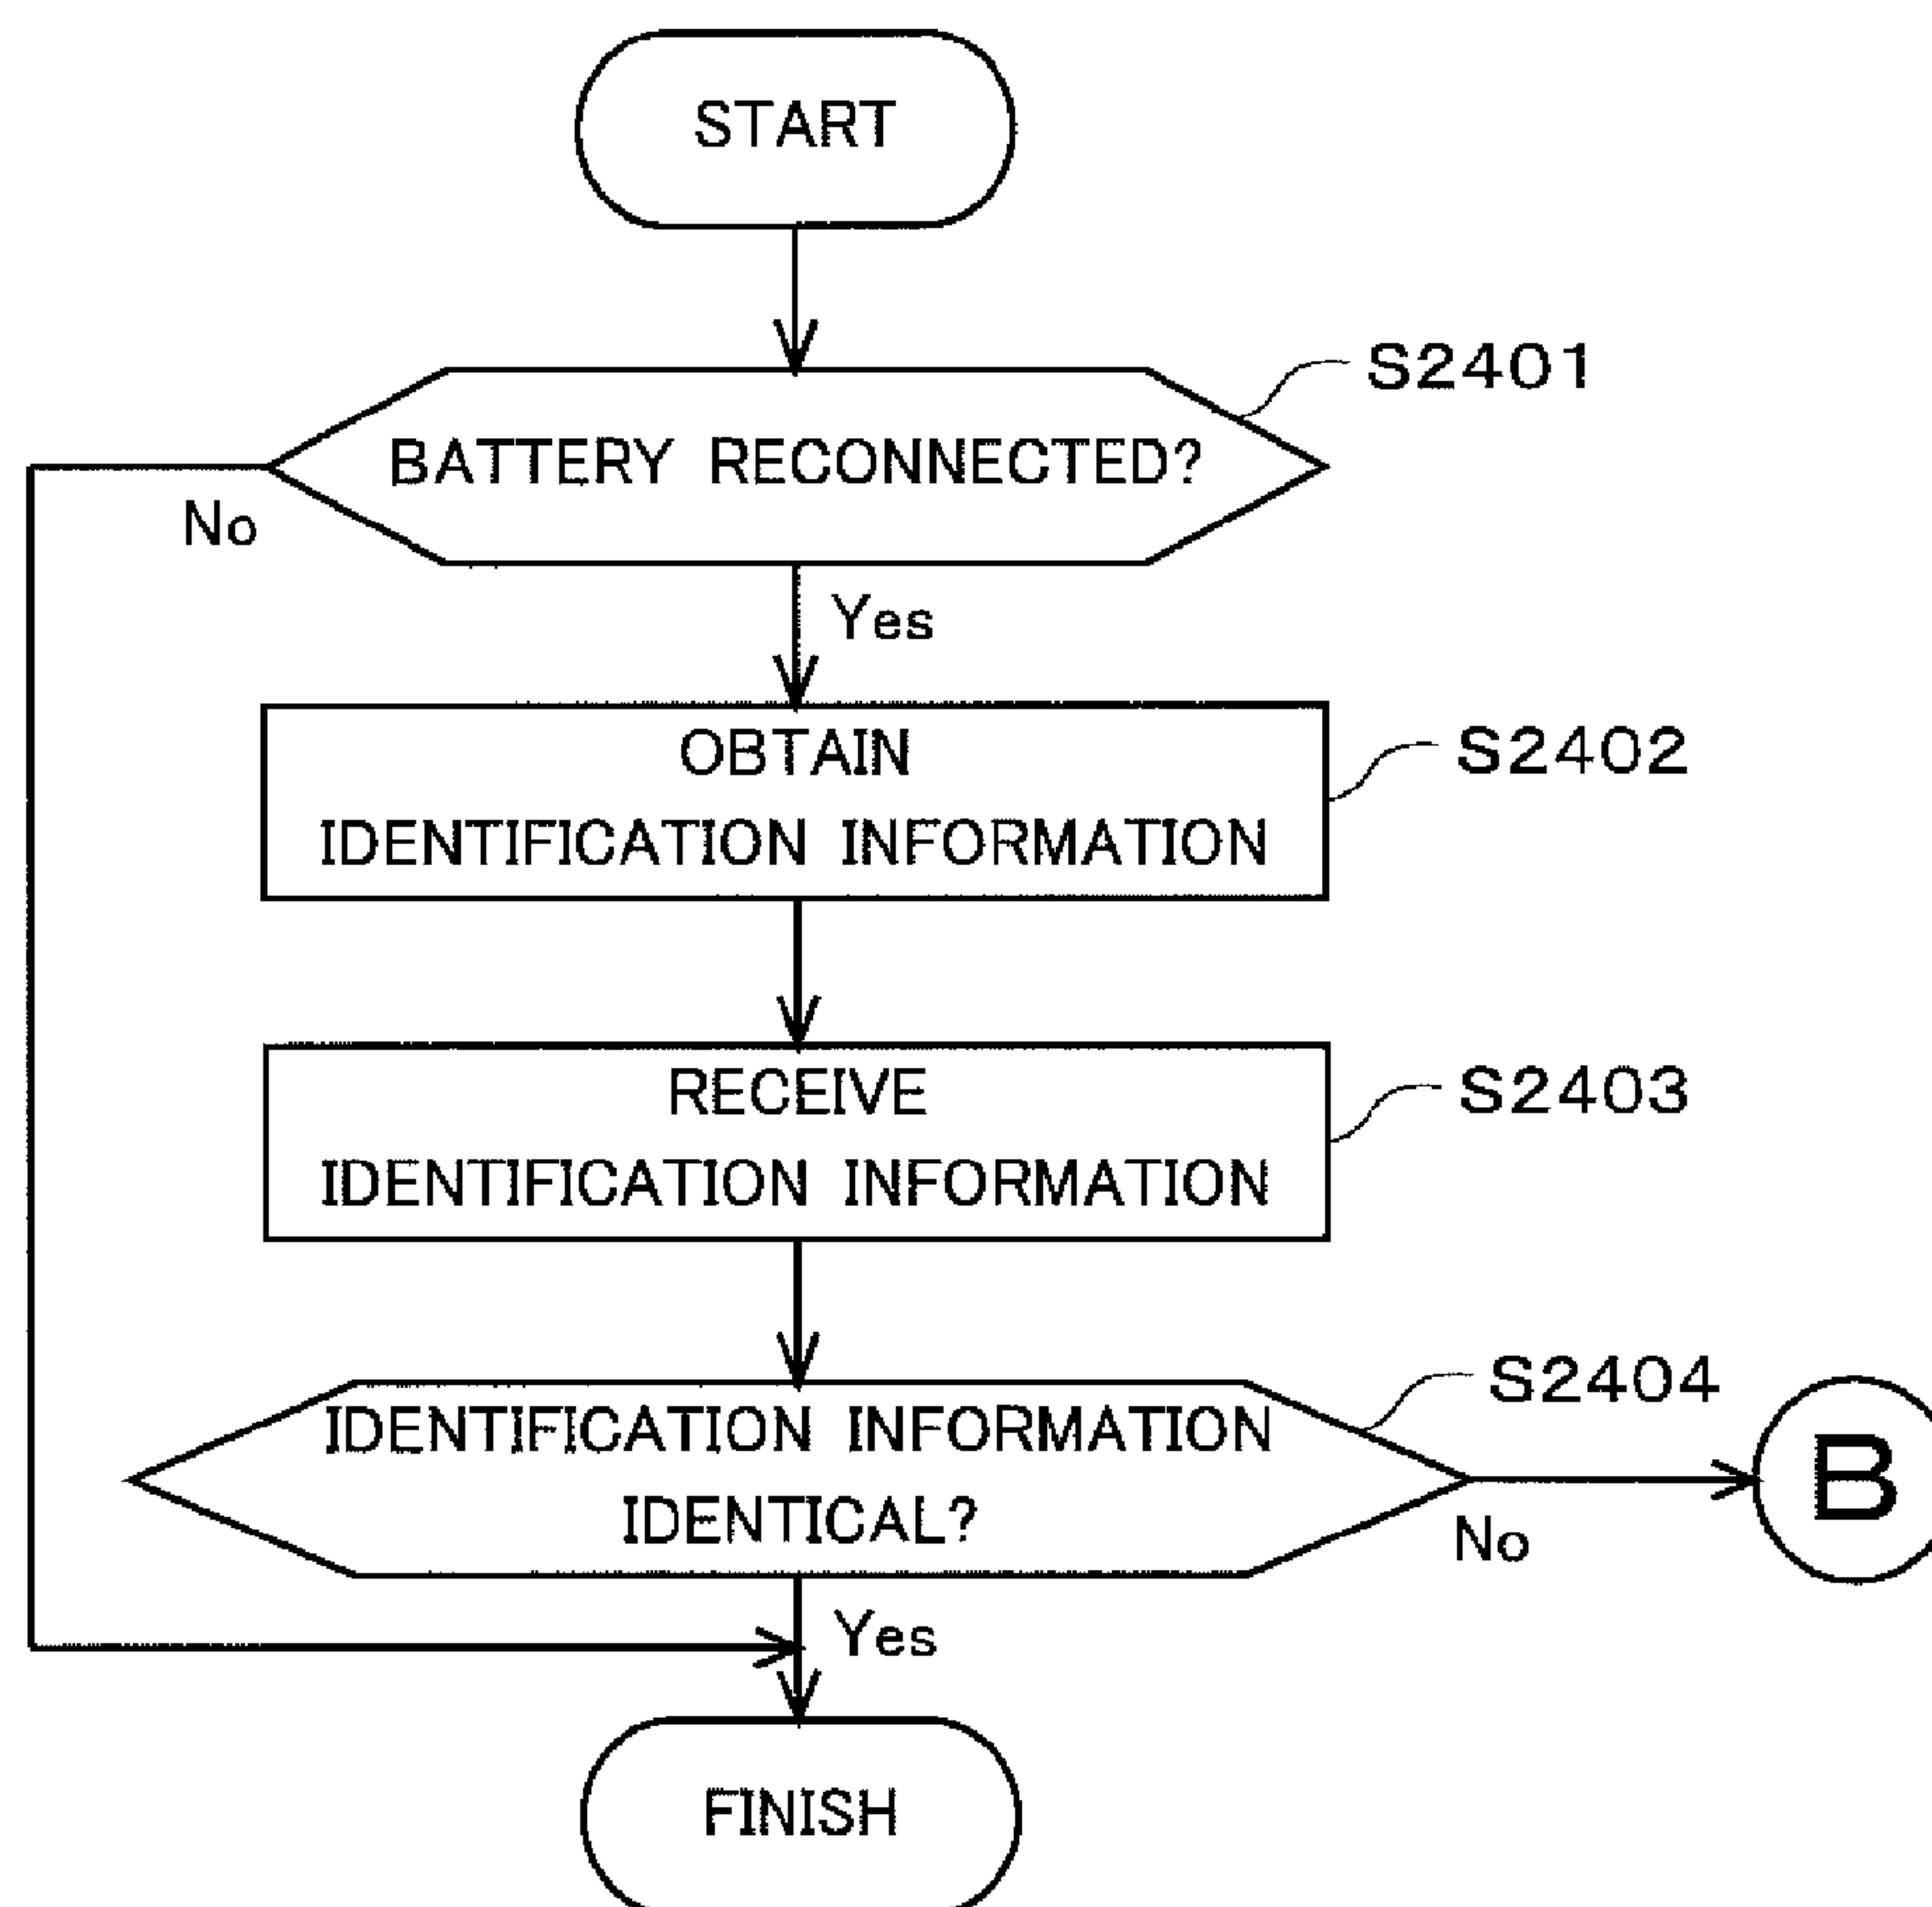 START
S2401
BATTERY RECONNECTED?
No
Yes
OBTAIN
IDENTIFICATION INFORMATION
S2402
RECEIVE
IDENTIFICATION INFORMATION
S2403
S2404
IDENTIFICATION INFORMATION
IDENTICAL?
B
No
Yes
FINISH